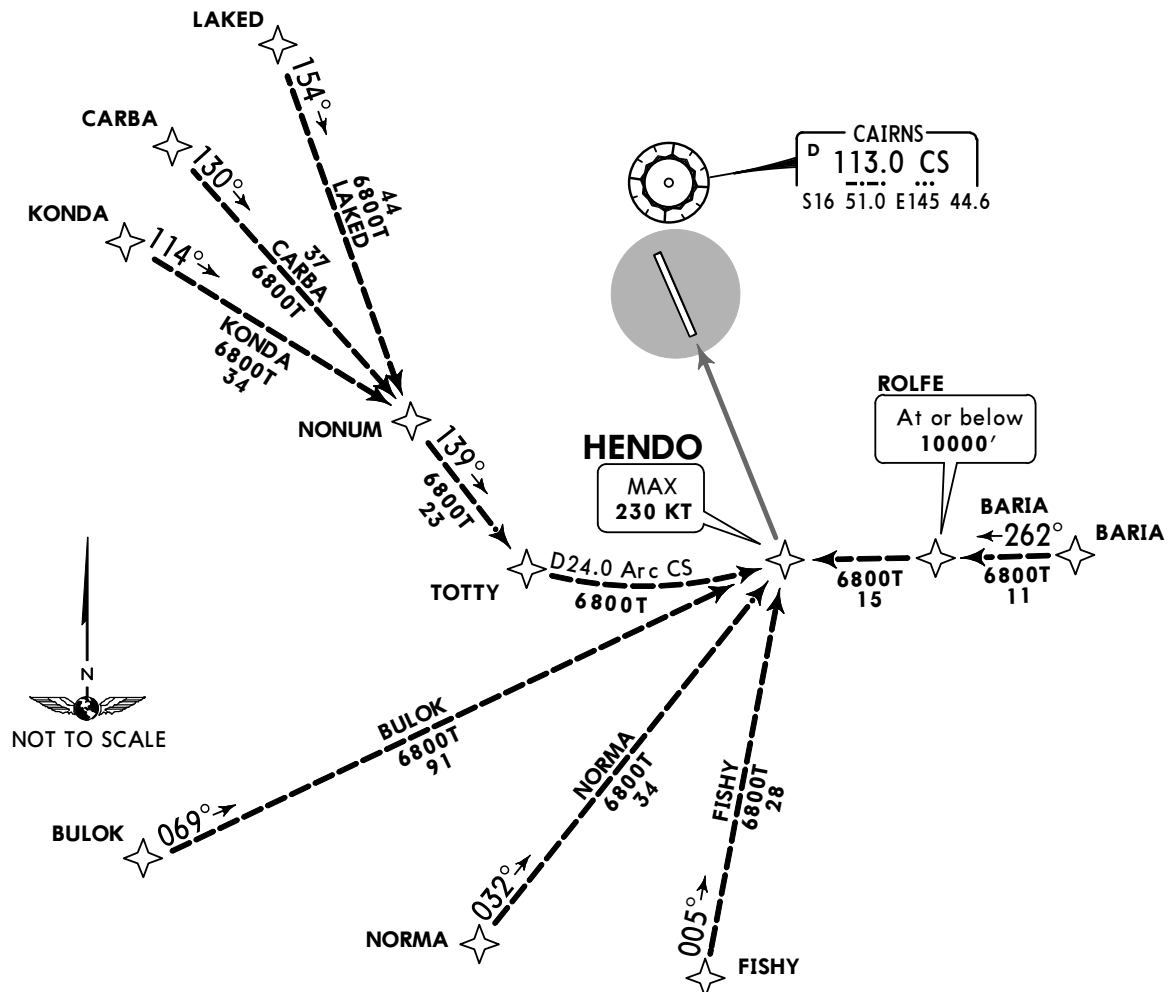 LAKED
154°
44
6800T
LAKED
CARBA
130°
37
CARBA
6800T
KONDA
114°
KONDA
6800T
34
CAIRNS
D 113.0 CS
S16 51.0 E145 44.6
NONUM
139°
6800T
23
HENDO
MAX
230 KT
ROLFE
At or below
10000'
BARIA
262°
BARIA
6800T
15
6800T
11
TOTTY
D24.0 Arc CS
6800T
N
NOT TO SCALE
BULOK
6800T
91
BULOK
069°
NORMA
6800T
34
032°
NORMA
FISHY
6800T
28
005°
FISHY